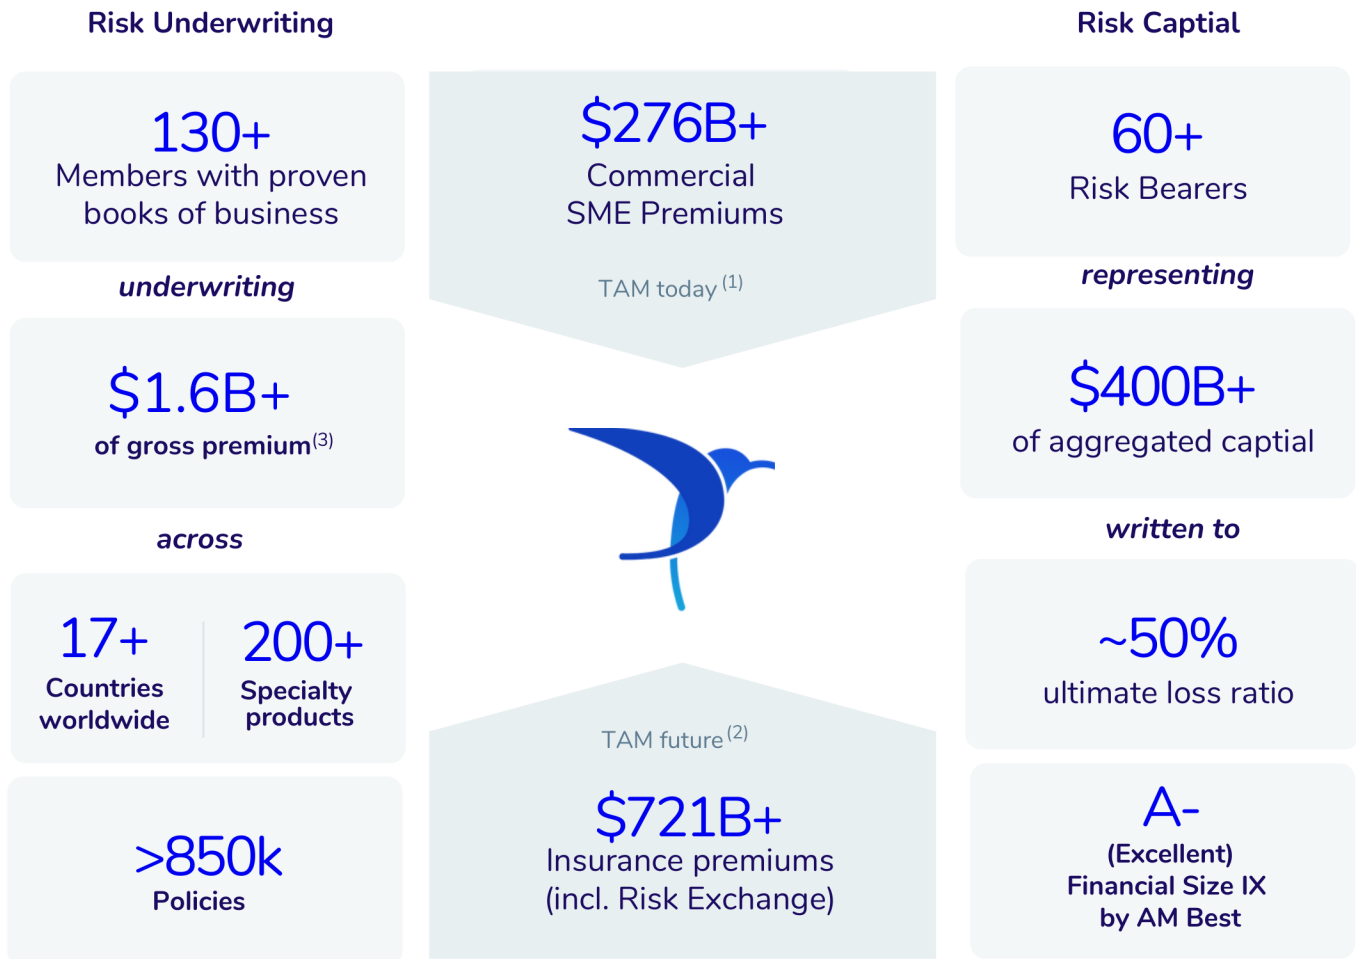 Risk Underwriting
130+
Members with proven
books of business
underwriting
$1.6B+
of gross premium(3)
across
17+
Countries
worldwide
200+
Specialty
products
>850k
Policies
$276B+
Commercial
SME Premiums
TAM today (1)
TAM future (2)
$721B+
Insurance premiums
(incl. Risk Exchange)
Risk Captial
60+
Risk Bearers
representing
$400B+
of aggregated captial
written to
~50%
ultimate loss ratio
A-
(Excellent)
Financial Size IX
by AM Best